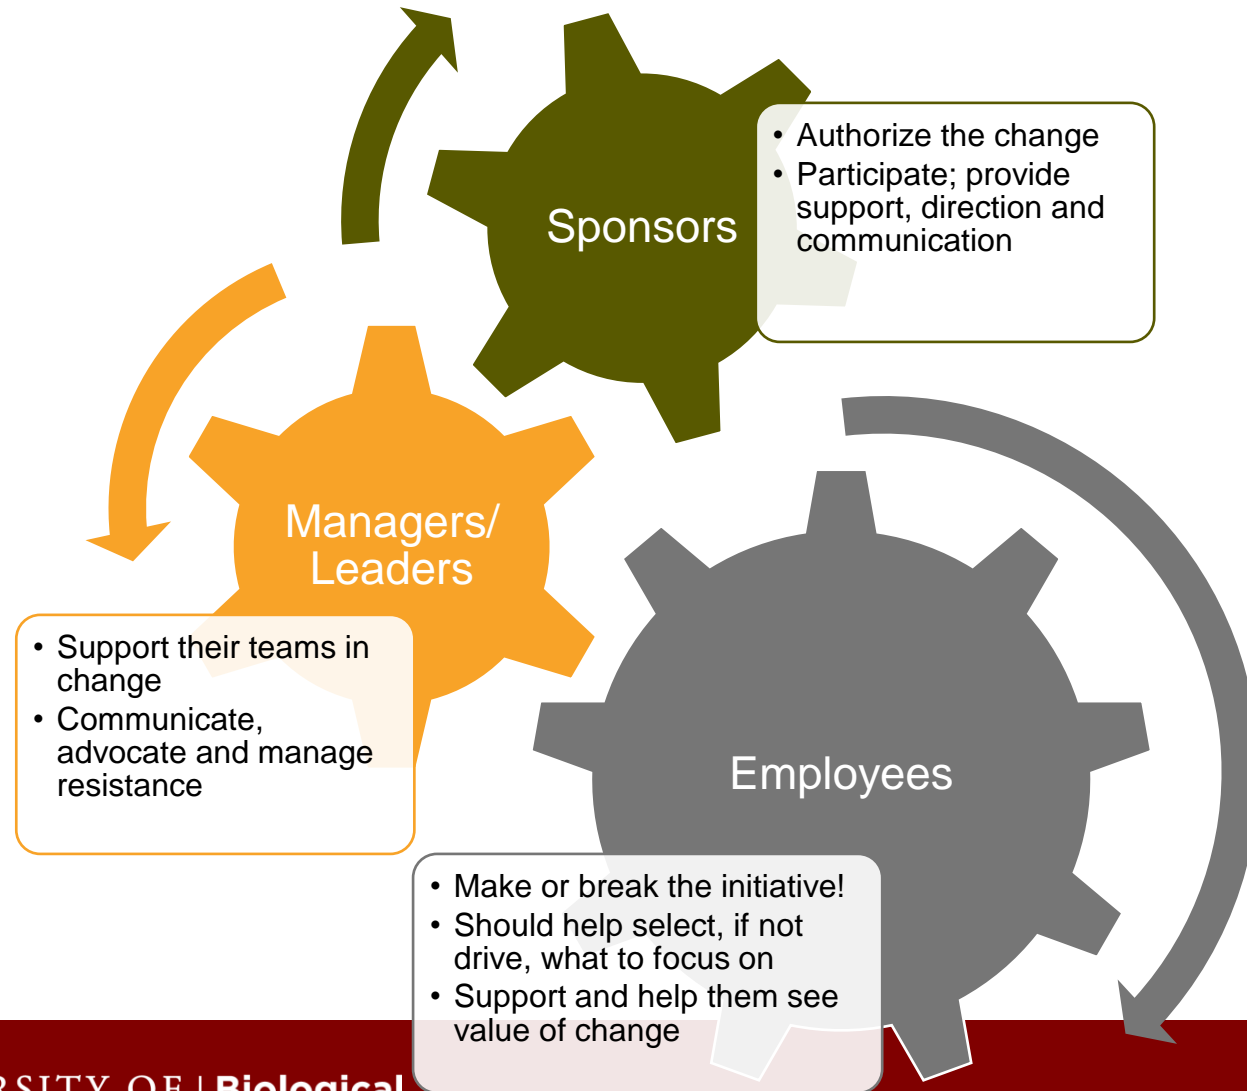 Sponsors
• Authorize the change
• Participate; provide
support, direction and
communication
Managers/
Leaders
• Support their teams in
change
• Communicate,
advocate and manage
resistance
Employees
• Make or break the initiative!
• Should help select, if not
drive, what to focus on
• Support and help them see
value of change
RSITY OF | Biological